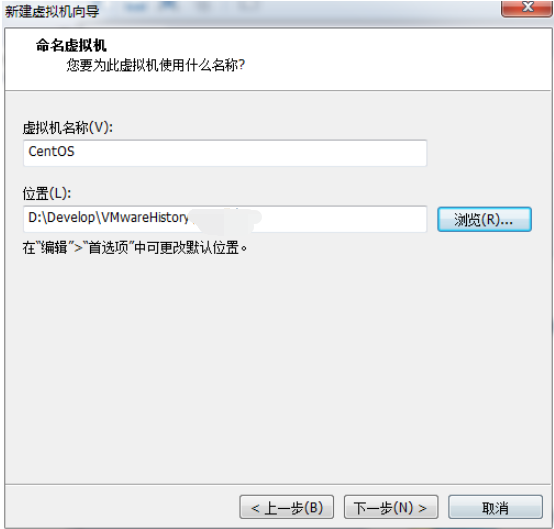 新建虚拟机向导
命名虚拟机
您要为此虚拟机使用什么名称?
虚拟机名称(V):
CentOS
位置(L):
D:\Develop\VMwareHistory
浏览(R)...
在“编辑”>“首选项”中可更改默认位置。
< 上一步(B)
下一步(N) >
取消